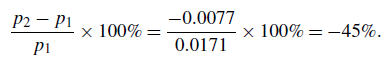 p₂ − p₁ / p₁ × 100% = −0.0077 / 0.0171 × 100% = −45%.